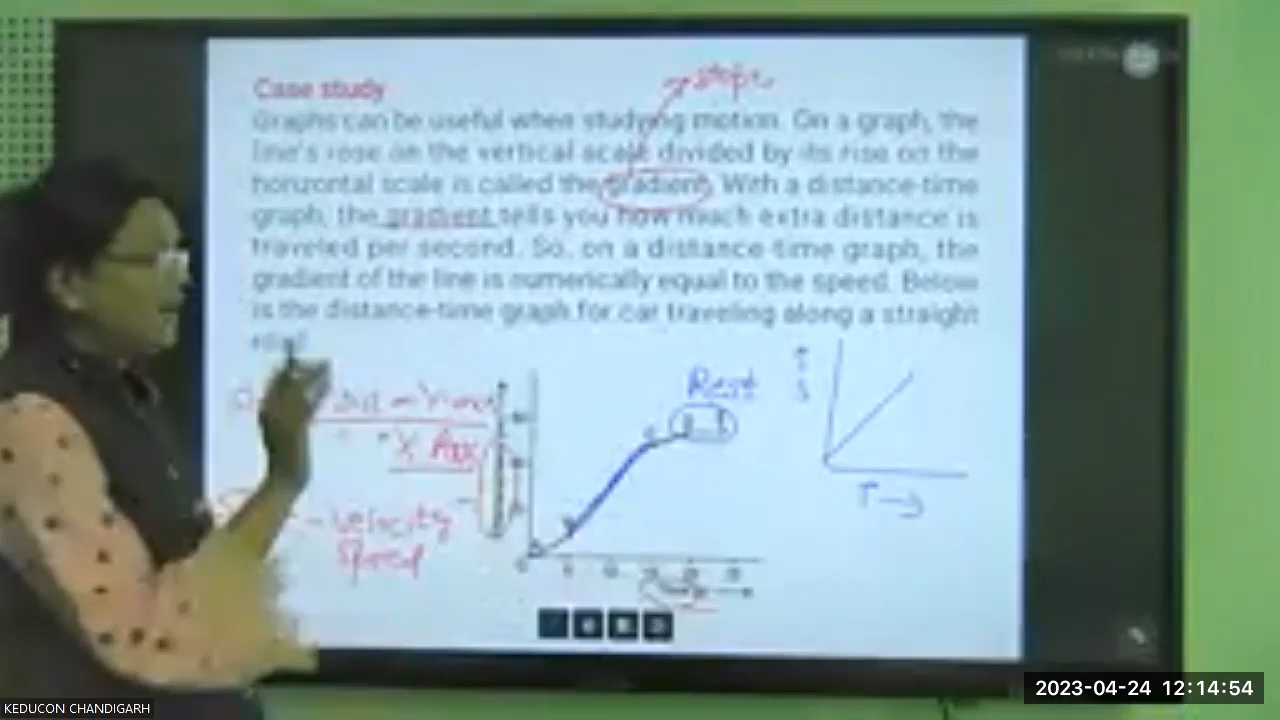 slope
Case study
Graphs can be useful when studying motion. On a graph, the
line's rose on the vertical scale divided by its rise on the
horizontal scale is called the gradient. With a distance-time
graph, the gradient tells you how much extra distance is
traveled per second. So, on a distance-time graph, the
gradient of the line is numerically equal to the speed. Below
is the distance-time graph for car traveling along a straight
Rest
S
X Axis
Velocity
Speed
T
KEDUCON CHANDIGARH
2023-04-24 12:14:54